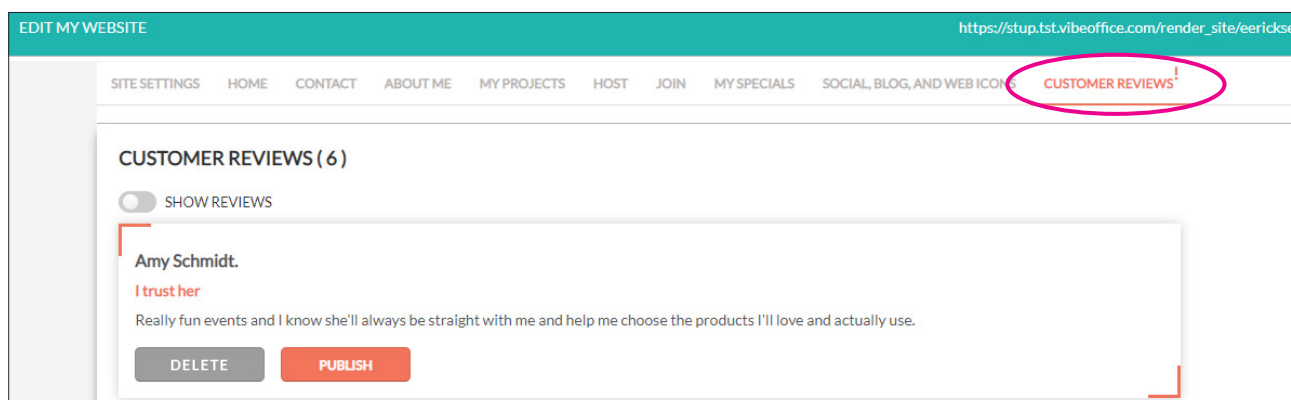 EDIT MY WEBSITE https://stup.tst.vibeoffice.com/render_site/eerickse
SITE SETTINGS HOME CONTACT ABOUT ME MY PROJECTS HOST JOIN MY SPECIALS SOCIAL, BLOG, AND WEB ICONS CUSTOMER REVIEWS!
CUSTOMER REVIEWS ( 6 )
SHOW REVIEWS
Amy Schmidt.
I trust her
Really fun events and I know she'll always be straight with me and help me choose the products I'll love and actually use.
DELETE PUBLISH